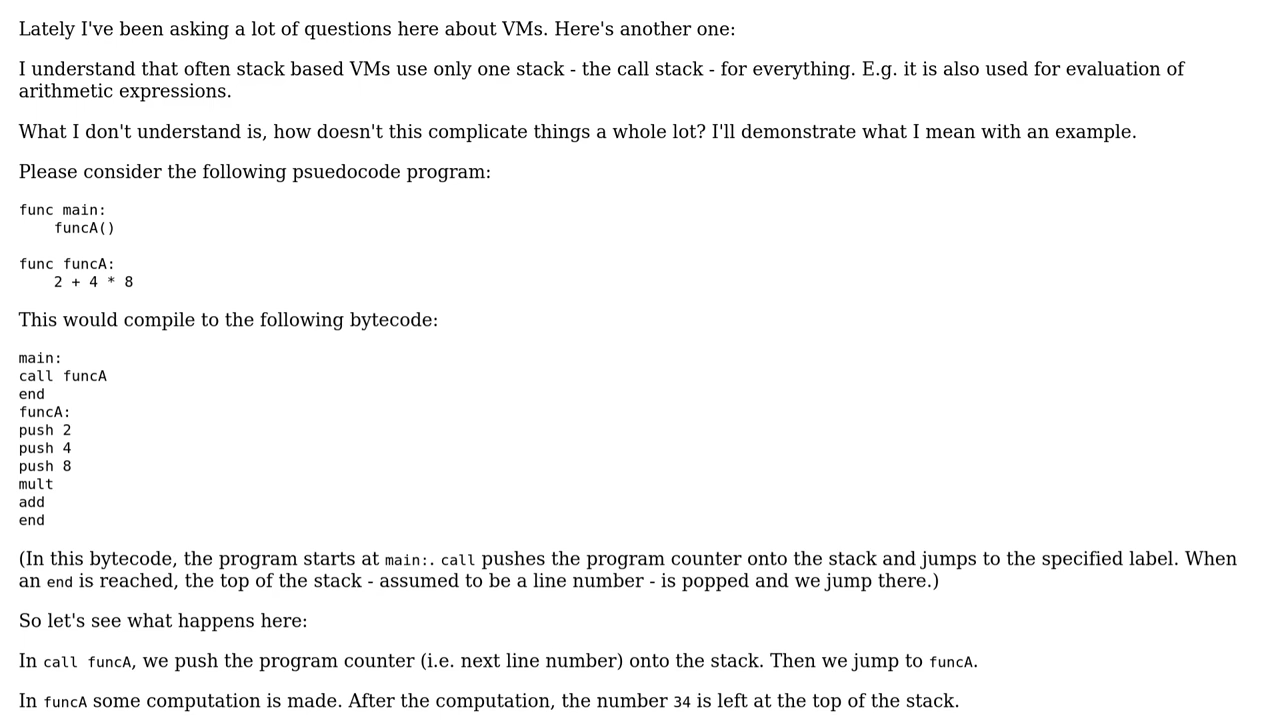 Lately I've been asking a lot of questions here about VMs. Here's another one:
I understand that often stack based VMs use only one stack - the call stack - for everything. E.g. it is also used for evaluation of
arithmetic expressions.
What I don't understand is, how doesn't this complicate things a whole lot? I'll demonstrate what I mean with an example.
Please consider the following psuedocode program:
func main:
    funcA()
func funcA:
    2 + 4 * 8
This would compile to the following bytecode:
main:
call funcA
end
funcA:
push 2
push 4
push 8
mult
add
end
(In this bytecode, the program starts at main:. call pushes the program counter onto the stack and jumps to the specified label. When
an end is reached, the top of the stack - assumed to be a line number - is popped and we jump there.)
So let's see what happens here:
In call funcA, we push the program counter (i.e. next line number) onto the stack. Then we jump to funcA.
In funcA some computation is made. After the computation, the number 34 is left at the top of the stack.